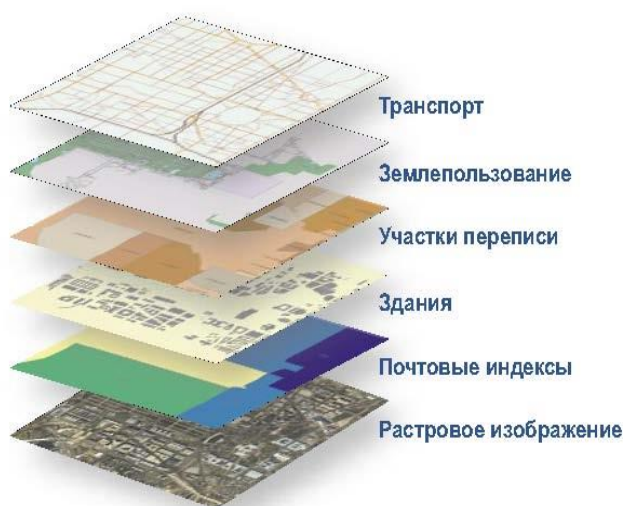 Транспорт
Землепользование
Участки переписи
Здания
Почтовые индексы
Растровое изображение